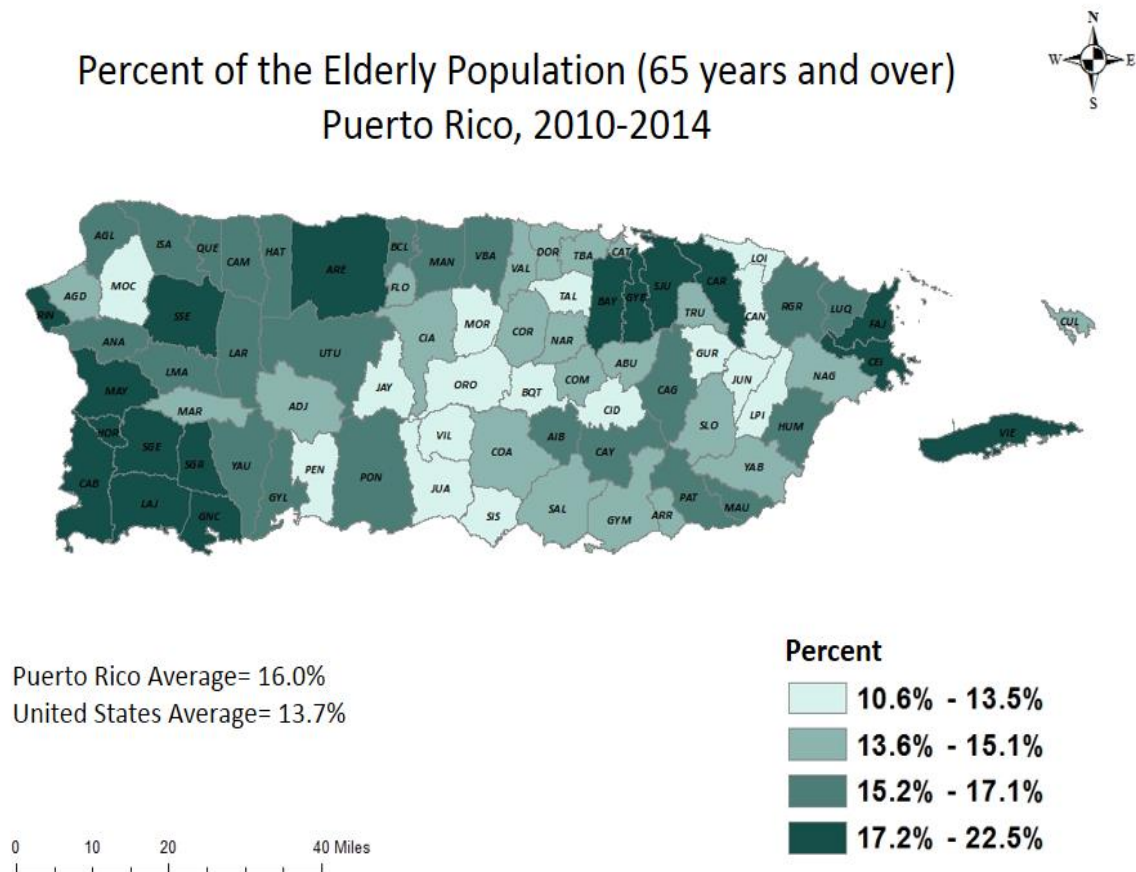 N
W E
S
Percent of the Elderly Population (65 years and over)
Puerto Rico, 2010-2014
AGL ISA QUE CAM HAT ARE BCL MAN VBA VAL DOR TBA CAT LOI
AGD MOC FLO TAL BAY GYB SJU CAR CAN RGR LUQ FAJ CUL
RIN SSE CIA MOR COR NAR TRU
ANA LMA LAR UTU ABU GUR CEI
MAY MAR ADJ JAY ORO BQT COM CID CAG JUN NAG
HOR SGE SGR YAU GYL PEN PON VIL COA AIB CAY SLO LPI HUM VIE
CAB LAJ GNC JUA SIS SAL GYM ARR PAT MAU YAB
Puerto Rico Average= 16.0%
United States Average= 13.7%
Percent
10.6% - 13.5%
13.6% - 15.1%
15.2% - 17.1%
17.2% - 22.5%
0 10 20 40 Miles